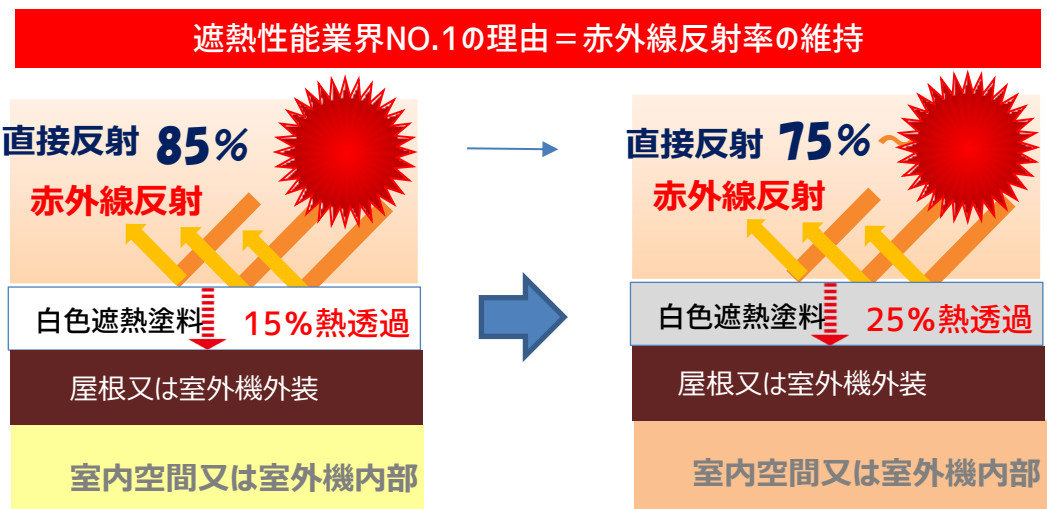 遮熱性能業界NO.1の理由＝赤外線反射率の維持
直接反射 85%
赤外線反射
白色遮熱塗料 15%熱透過
屋根又は室外機外装
室内空間又は室外機内部
直接反射 75%
赤外線反射
白色遮熱塗料 25%熱透過
屋根又は室外機外装
室内空間又は室外機内部